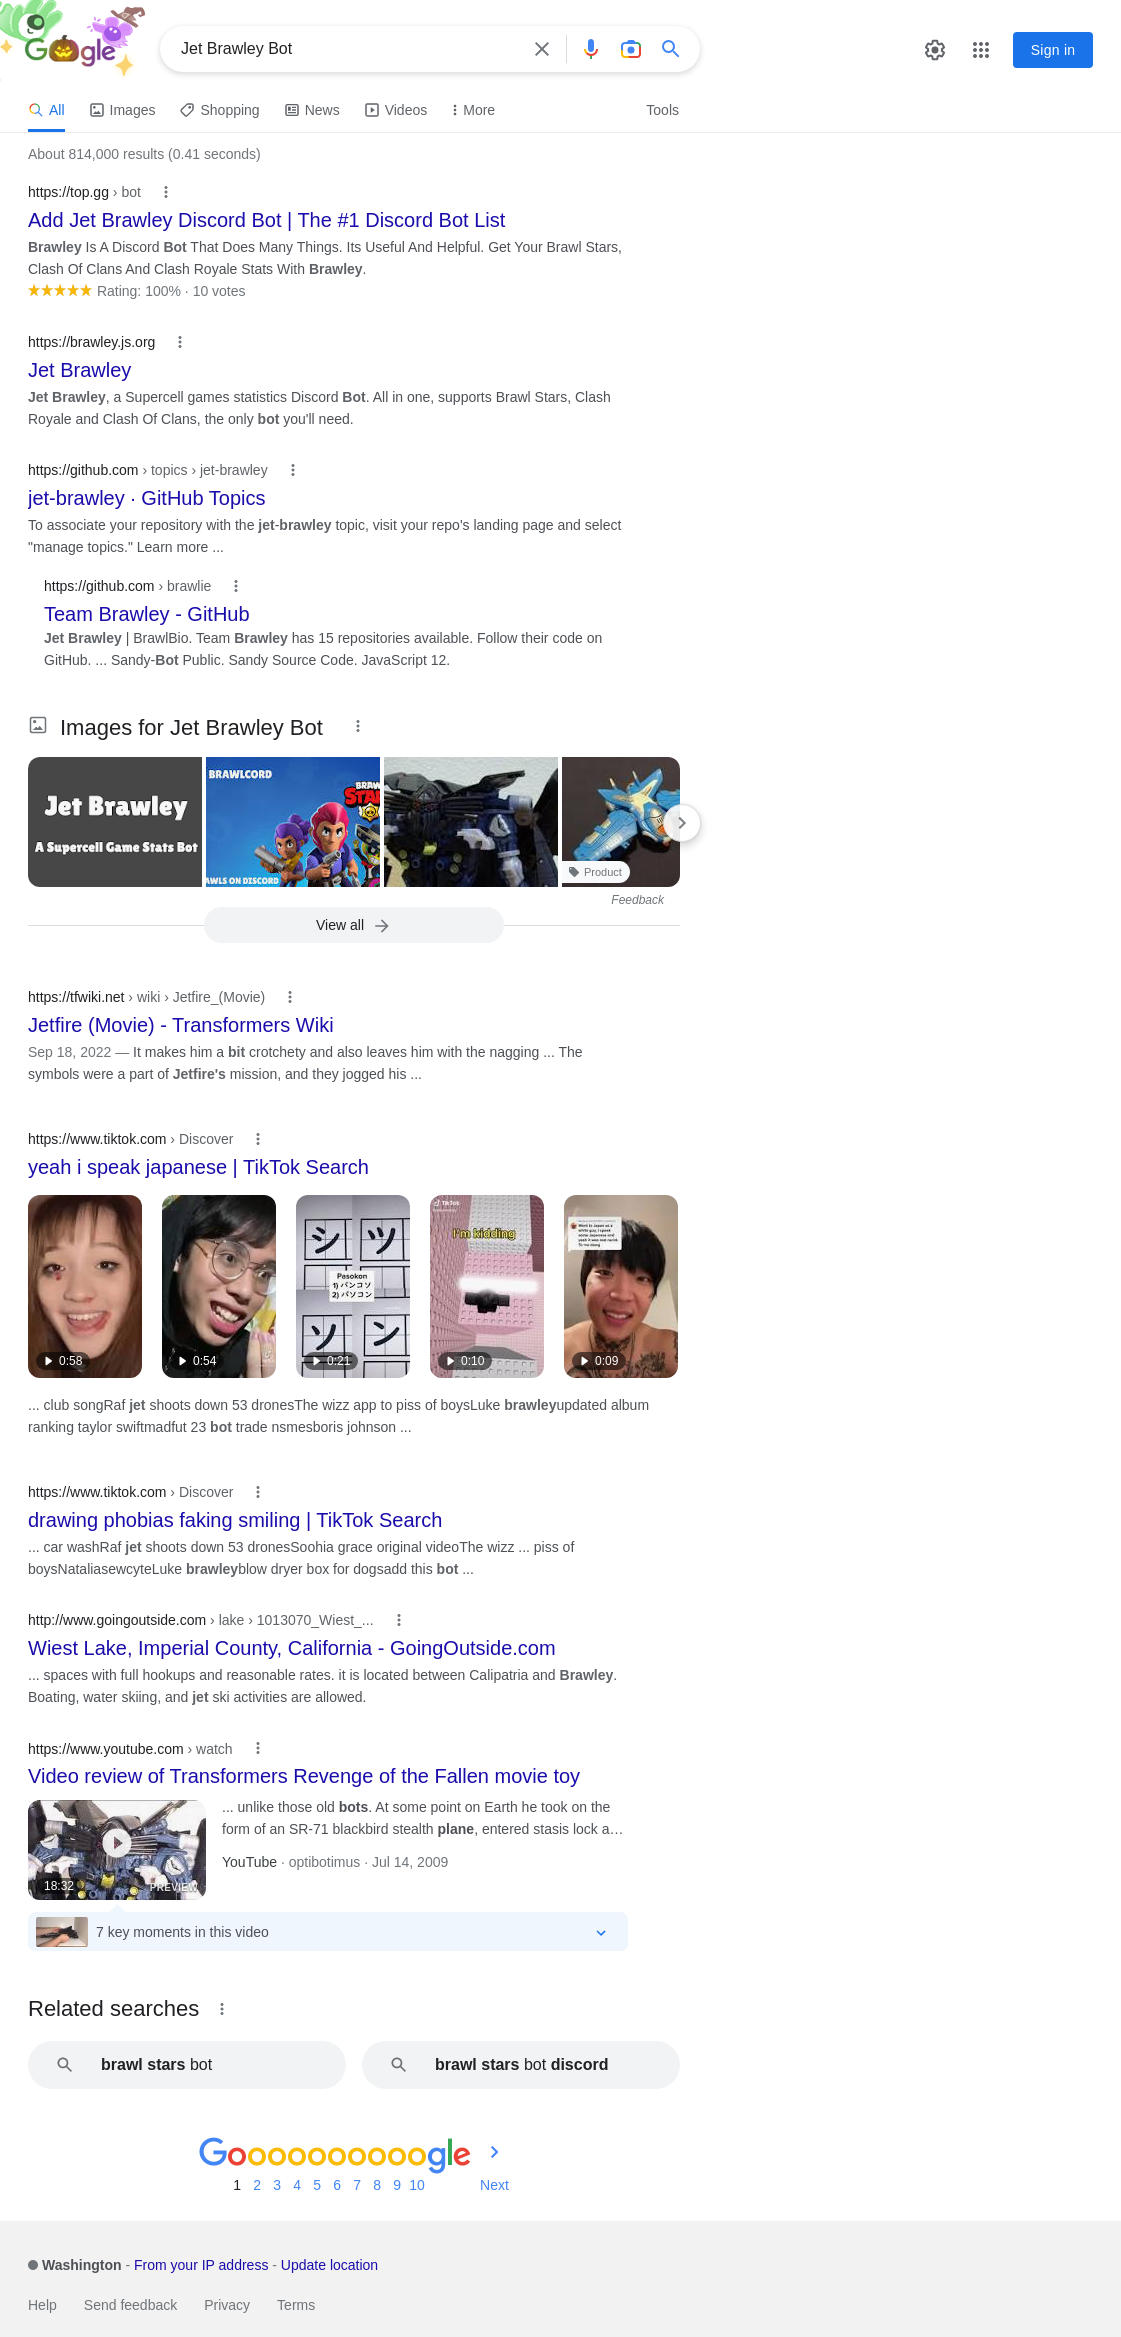 Google
Jet Brawley Bot
Sign in
All
Images
Shopping
News
Videos
More
Tools
About 814,000 results (0.41 seconds)
https://top.gg › bot
Add Jet Brawley Discord Bot | The #1 Discord Bot List
Brawley Is A Discord Bot That Does Many Things. Its Useful And Helpful. Get Your Brawl Stars,
Clash Of Clans And Clash Royale Stats With Brawley.
Rating: 100% · 10 votes
https://brawley.js.org
Jet Brawley
Jet Brawley, a Supercell games statistics Discord Bot. All in one, supports Brawl Stars, Clash
Royale and Clash Of Clans, the only bot you'll need.
https://github.com › topics › jet-brawley
jet-brawley · GitHub Topics
To associate your repository with the jet-brawley topic, visit your repo's landing page and select
"manage topics." Learn more ...
https://github.com › brawlie
Team Brawley - GitHub
Jet Brawley | BrawlBio. Team Brawley has 15 repositories available. Follow their code on
GitHub. ... Sandy-Bot Public. Sandy Source Code. JavaScript 12.
Images for Jet Brawley Bot
Jet Brawley
A Supercell Game Stats Bot
BRAWLCORD
BRAW
STA
AWLS ON DISCORD
Product
Feedback
View all
https://tfwiki.net › wiki › Jetfire_(Movie)
Jetfire (Movie) - Transformers Wiki
Sep 18, 2022 — It makes him a bit crotchety and also leaves him with the nagging ... The
symbols were a part of Jetfire's mission, and they jogged his ...
https://www.tiktok.com › Discover
yeah i speak japanese | TikTok Search
0:58
0:54
シ ツ
Pasokon
1) パンコソ
2) パソコン
ソ ン
0:21
TikTok
I'm kidding
0:10
0:09
... club songRaf jet shoots down 53 dronesThe wizz app to piss of boysLuke brawleyupdated album
ranking taylor swiftmadfut 23 bot trade nsmesboris johnson ...
https://www.tiktok.com › Discover
drawing phobias faking smiling | TikTok Search
... car washRaf jet shoots down 53 dronesSoohia grace original videoThe wizz ... piss of
boysNataliasewcyteLuke brawleyblow dryer box for dogsadd this bot ...
http://www.goingoutside.com › lake › 1013070_Wiest_...
Wiest Lake, Imperial County, California - GoingOutside.com
... spaces with full hookups and reasonable rates. it is located between Calipatria and Brawley.
Boating, water skiing, and jet ski activities are allowed.
https://www.youtube.com › watch
Video review of Transformers Revenge of the Fallen movie toy
... unlike those old bots. At some point on Earth he took on the
form of an SR-71 blackbird stealth plane, entered stasis lock a…
YouTube · optibotimus · Jul 14, 2009
18:32
PREVIEW
7 key moments in this video
Related searches
brawl stars bot
brawl stars bot discord
Goooooooooogle
1 2 3 4 5 6 7 8 9 10 Next
Washington - From your IP address - Update location
Help
Send feedback
Privacy
Terms